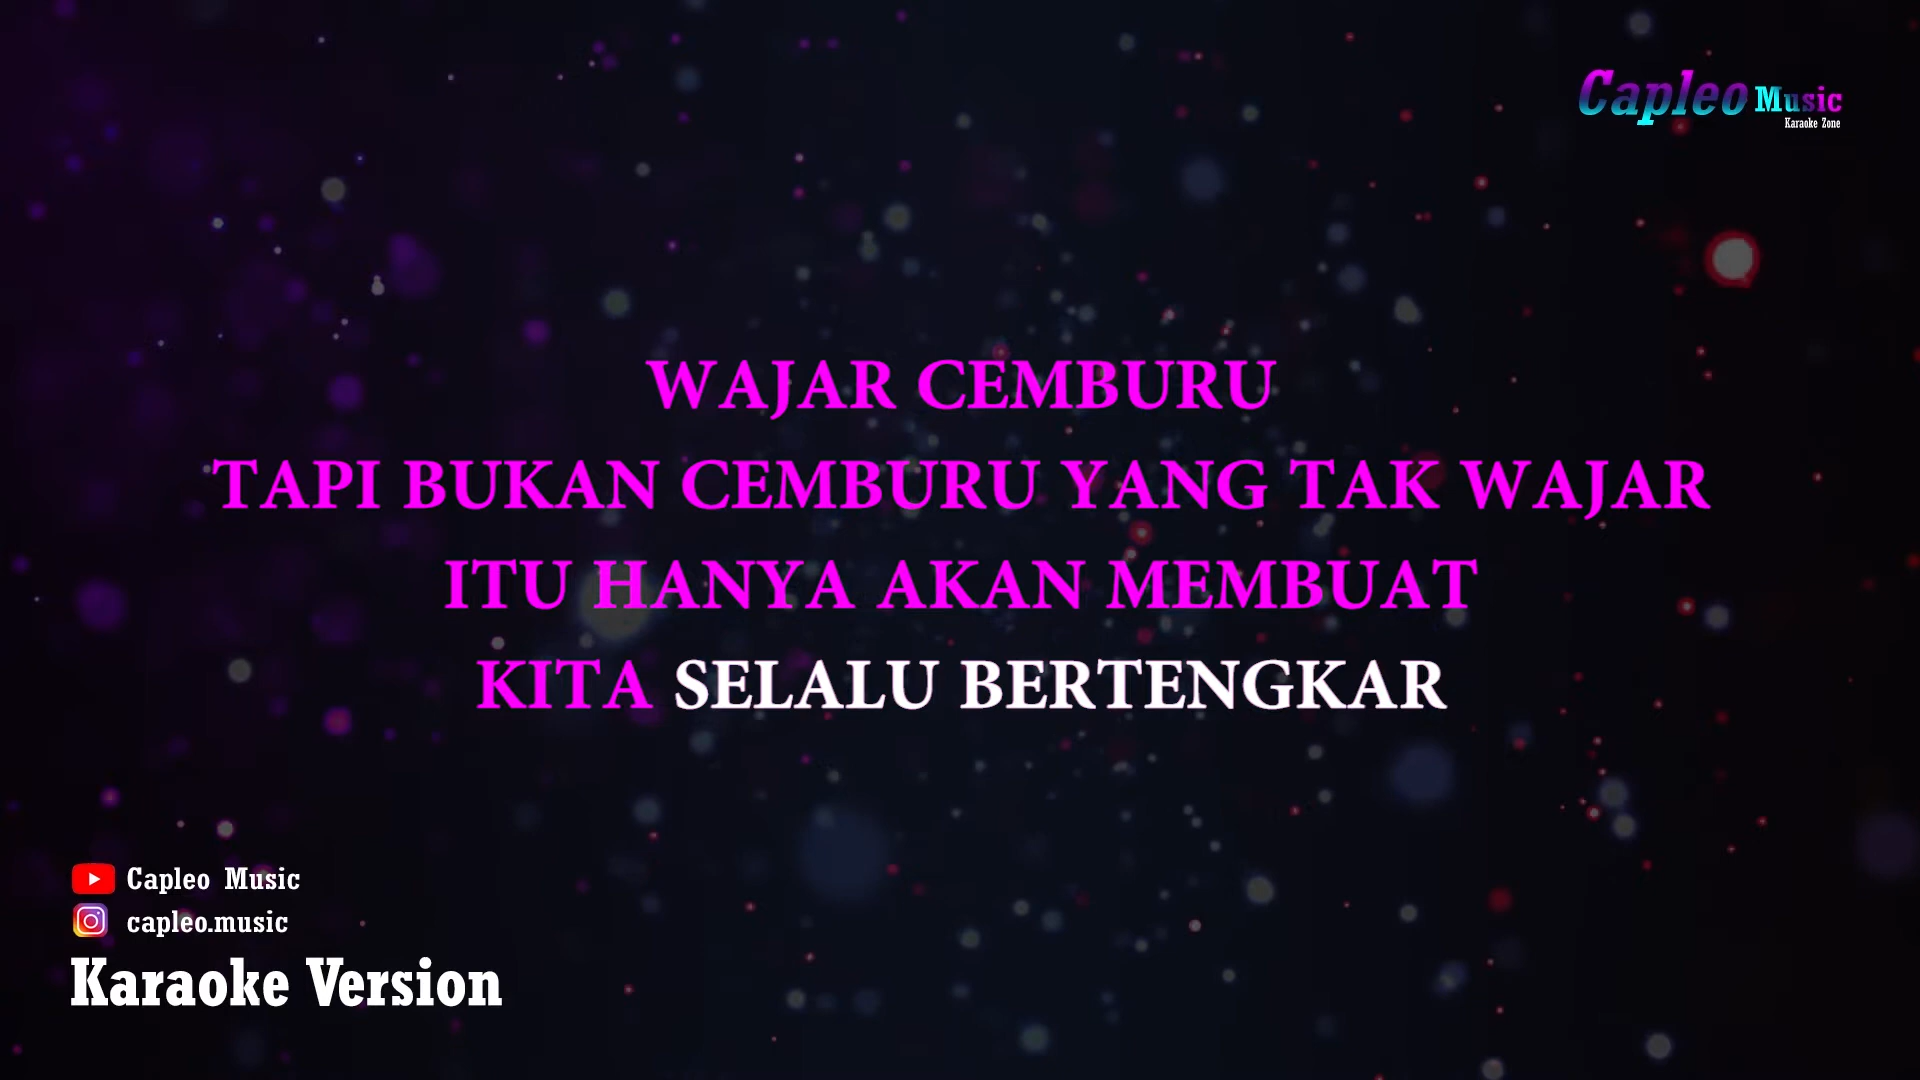 Capleo Music
Karaoke Zone
WAJAR CEMBURU
TAPI BUKAN CEMBURU YANG TAK WAJAR
ITU HANYA AKAN MEMBUAT
KITA SELALU BERTENGKAR
Capleo Music
capleo.music
Karaoke Version